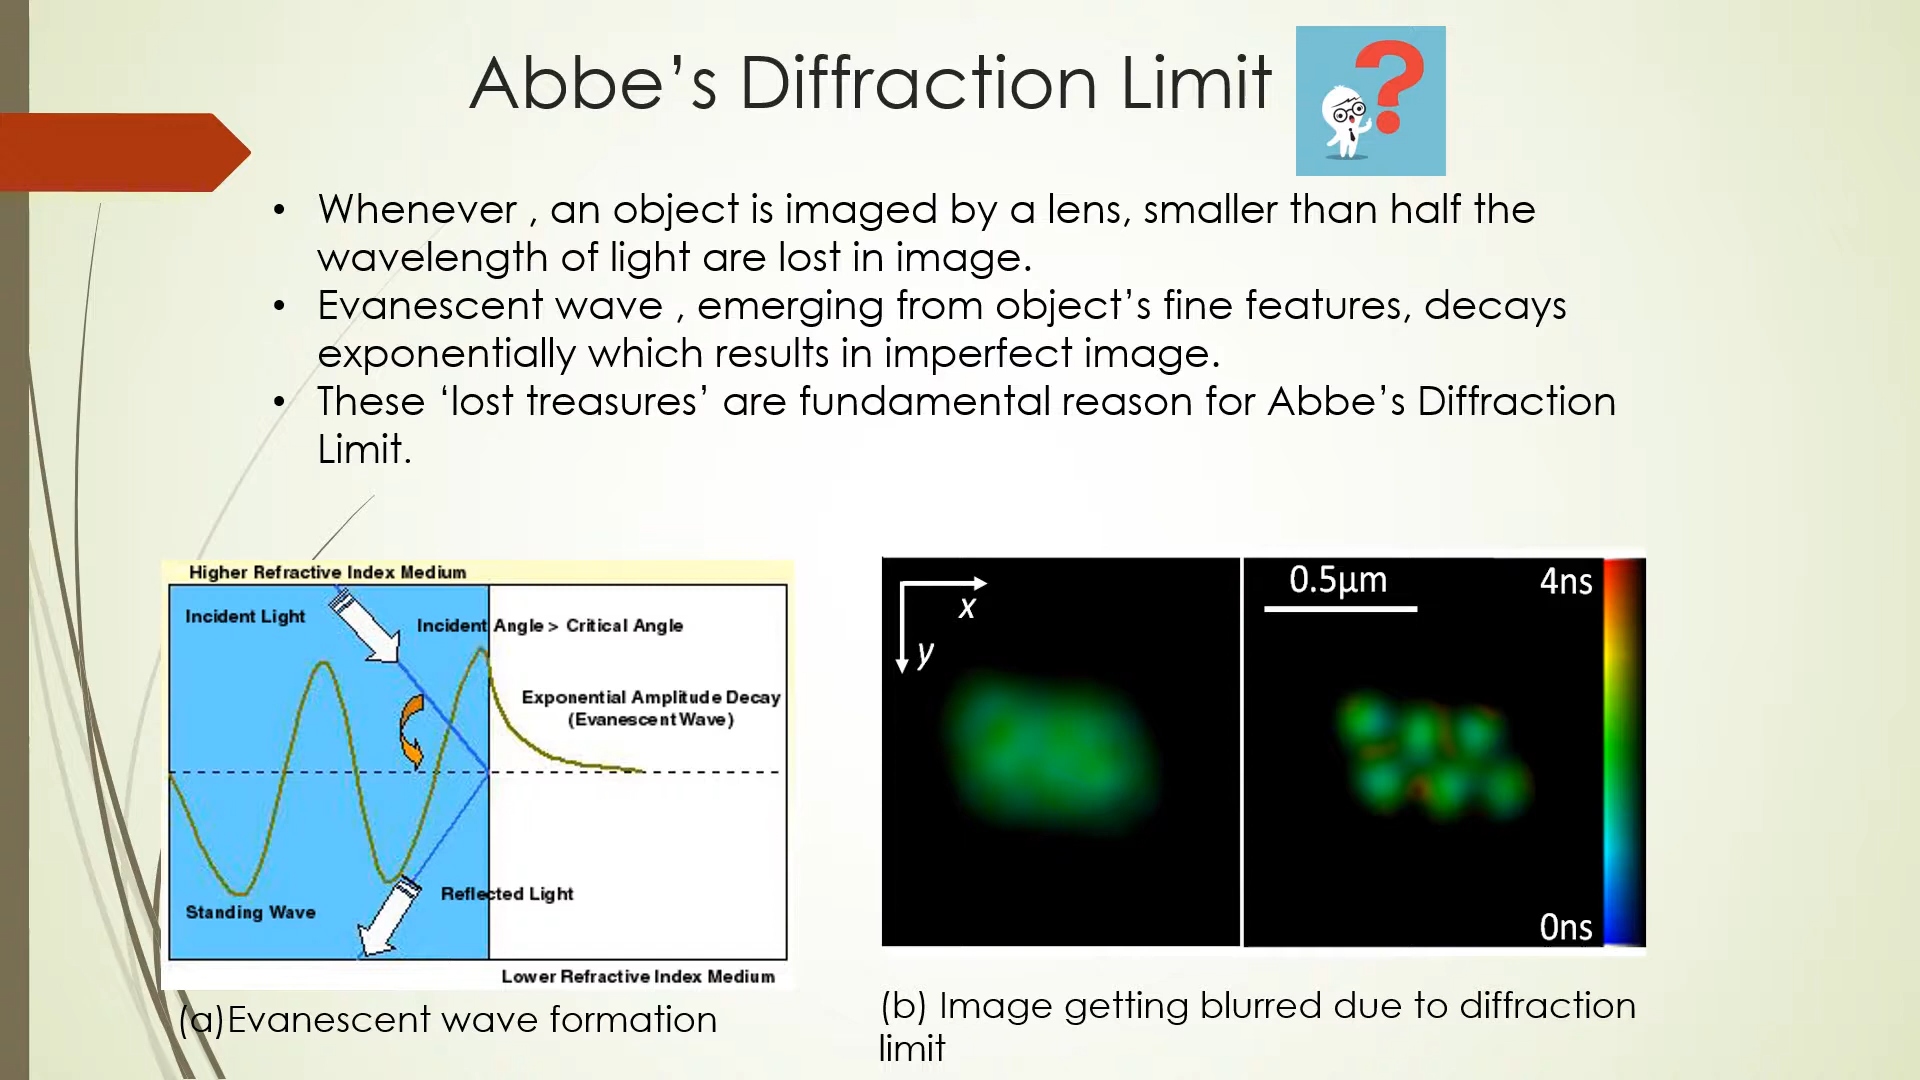 Abbe’s Diffraction Limit
?
• Whenever , an object is imaged by a lens, smaller than half the
wavelength of light are lost in image.
• Evanescent wave , emerging from object’s fine features, decays
exponentially which results in imperfect image.
• These ‘lost treasures’ are fundamental reason for Abbe’s Diffraction
Limit.
Higher Refractive Index Medium
Incident Light
Incident Angle > Critical Angle
Exponential Amplitude Decay
(Evanescent Wave)
Reflected Light
Standing Wave
Lower Refractive Index Medium
(a)Evanescent wave formation
x
y
0.5μm
4ns
0ns
(b) Image getting blurred due to diffraction
limit